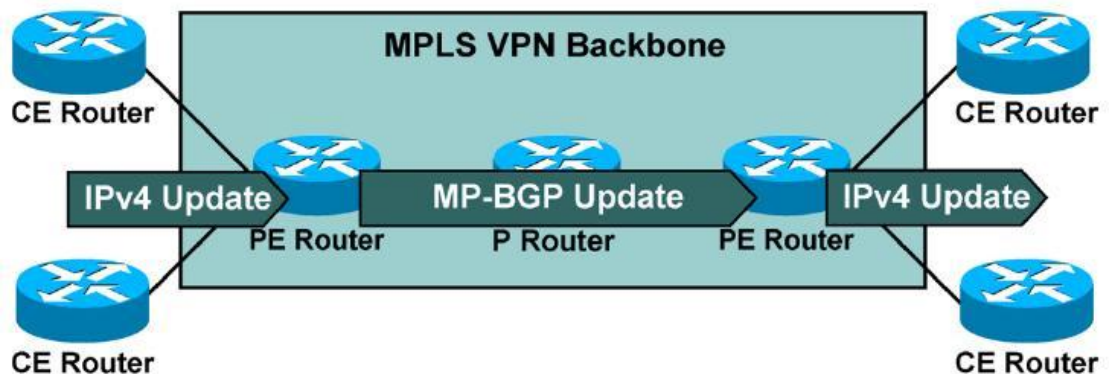 MPLS VPN Backbone
CE Router
CE Router
IPv4 Update
MP-BGP Update
IPv4 Update
PE Router
P Router
PE Router
CE Router
CE Router